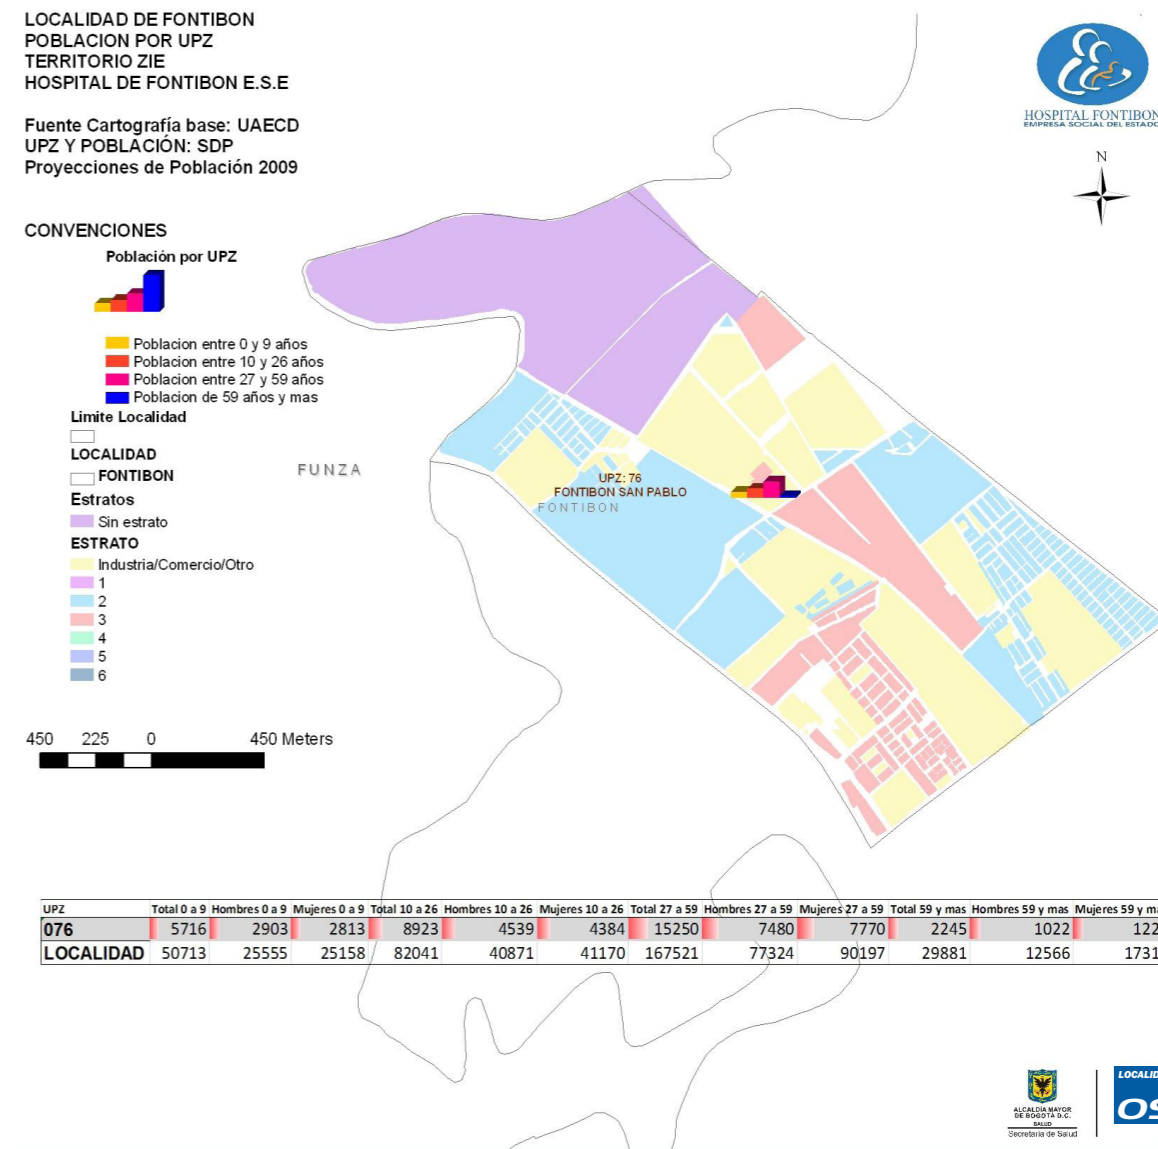 LOCALIDAD DE FONTIBON
POBLACION POR UPZ
TERRITORIO ZIE
HOSPITAL DE FONTIBON E.S.E
Fuente Cartografía base: UAECD
UPZ Y POBLACIÓN: SDP
Proyecciones de Población 2009
HOSPITAL FONTIBON
EMPRESA SOCIAL DEL ESTADO
N
CONVENCIONES
Población por UPZ
Poblacion entre 0 y 9 años
Poblacion entre 10 y 26 años
Poblacion entre 27 y 59 años
Poblacion de 59 años y mas
Limite Localidad
LOCALIDAD
FONTIBON
Estratos
Sin estrato
ESTRATO
Industria/Comercio/Otro
1
2
3
4
5
6
FUNZA
UPZ: 76
FONTIBON SAN PABLO
FONTIBON
450 225 0 450 Meters
UPZ Total 0 a 9 Hombres 0 a 9 Mujeres 0 a 9 Total 10 a 26 Hombres 10 a 26 Mujeres 10 a 26 Total 27 a 59 Hombres 27 a 59 Mujeres 27 a 59 Total 59 y mas Hombres 59 y mas Mujeres 59 y ma
076 5716 2903 2813 8923 4539 4384 15250 7480 7770 2245 1022 122
LOCALIDAD 50713 25555 25158 82041 40871 41170 167521 77324 90197 29881 12566 1731
ALCALDÍA MAYOR
DE BOGOTÁ D.C.
SALUD
Secretaría de Salud
LOCALID
OS